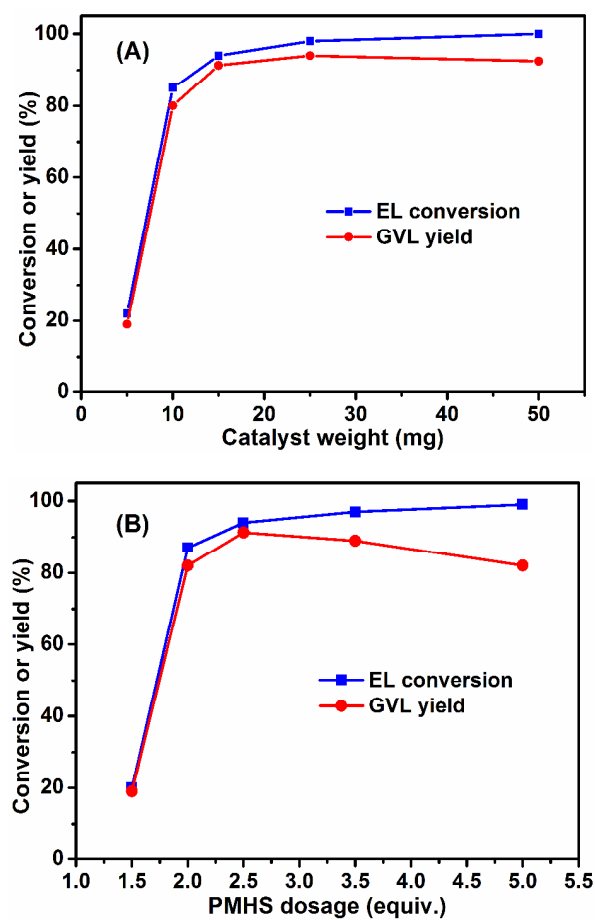 (A)
Conversion or yield (%)
100
80
60
40
20
0
EL conversion
GVL yield
0 10 20 30 40 50
Catalyst weight (mg)
(B)
Conversion or yield (%)
100
80
60
40
20
0
EL conversion
GVL yield
1.0 1.5 2.0 2.5 3.0 3.5 4.0 4.5 5.0 5.5
PMHS dosage (equiv.)